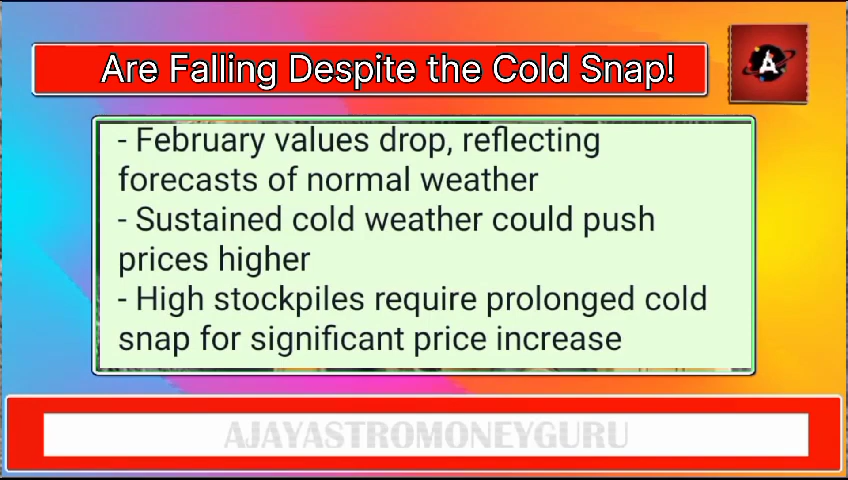 Are Falling Despite the Cold Snap!
A
- February values drop, reflecting
forecasts of normal weather
- Sustained cold weather could push
prices higher
- High stockpiles require prolonged cold
snap for significant price increase
AJAYASTROMONEYGURU